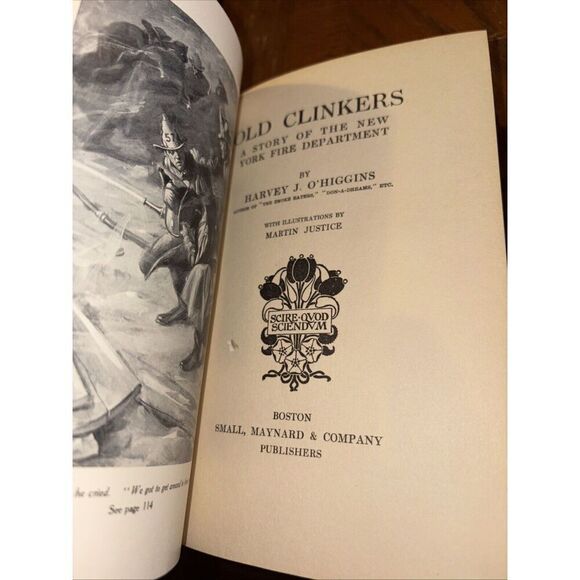 he cried. "We got to get around
See page 114
OLD CLINKERS
A STORY OF THE NEW
YORK FIRE DEPARTMENT
BY
HARVEY J. O'HIGGINS
AUTHOR OF "THE SMOKE EATERS," "DON-A-DREAMS," ETC.
WITH ILLUSTRATIONS BY
MARTIN JUSTICE
SCIRE·QVOD
SCIENDVM
BOSTON
SMALL, MAYNARD & COMPANY
PUBLISHERS